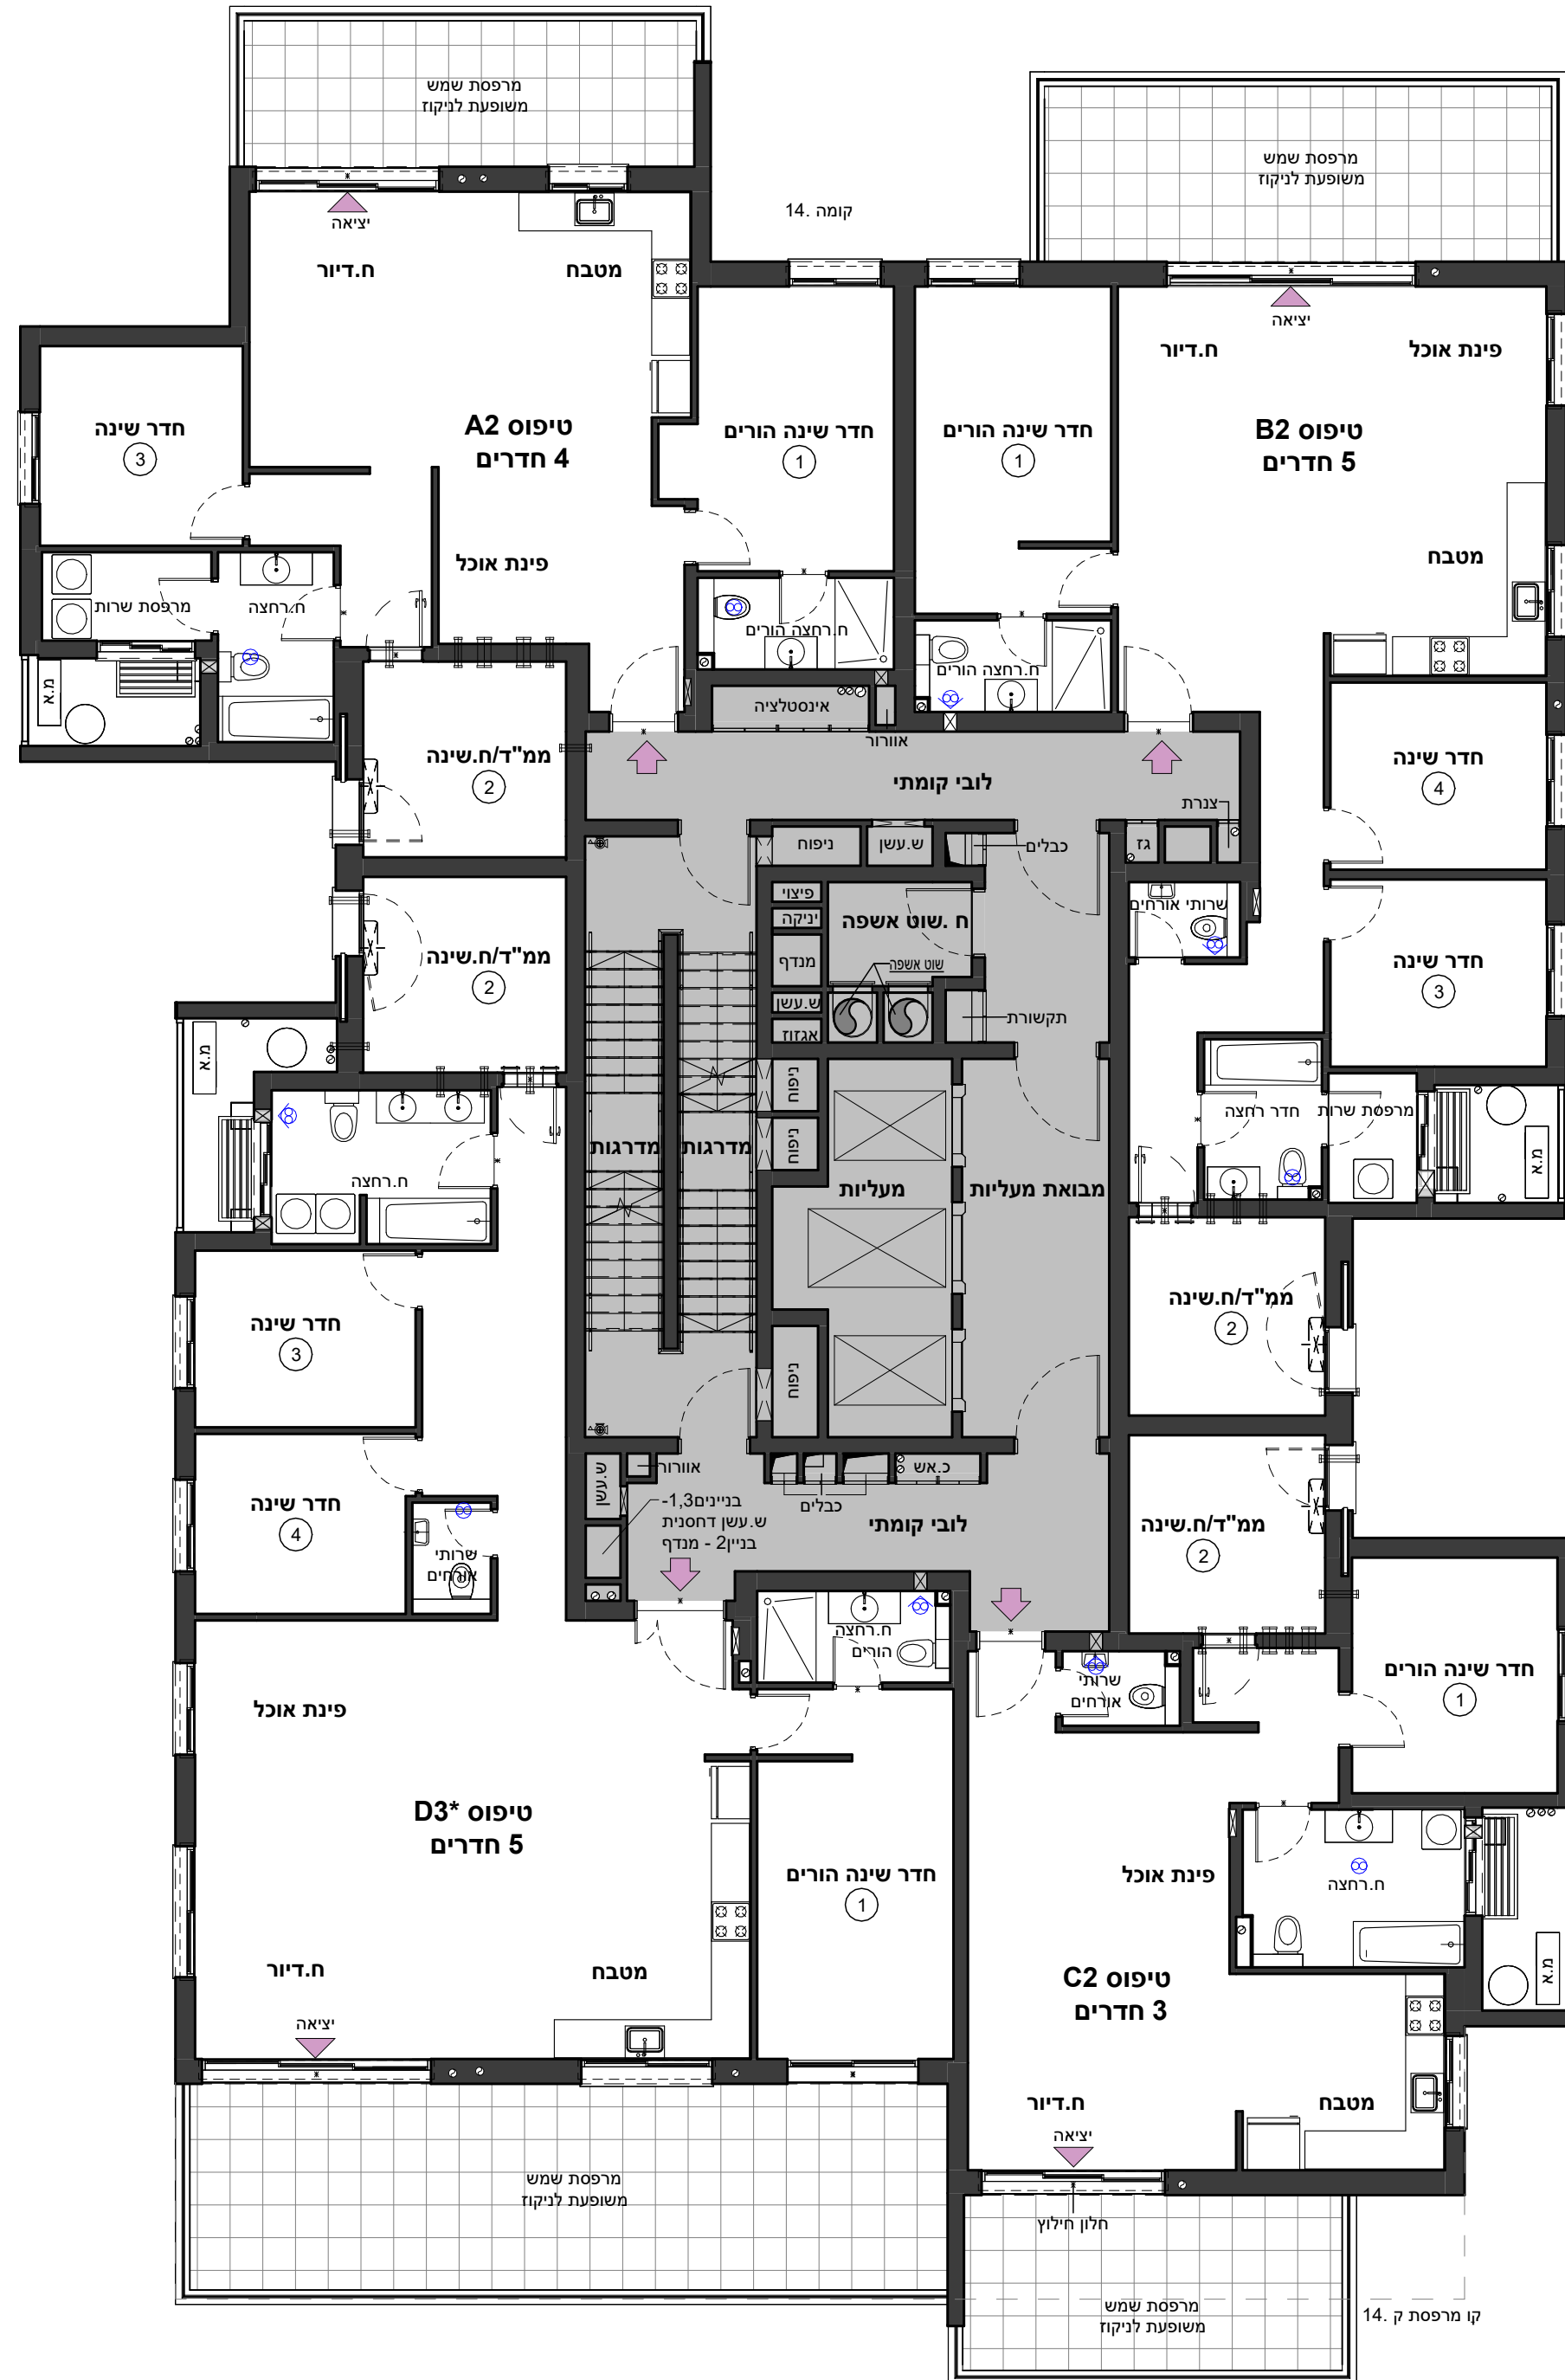 מרפסת שמש
משופעת לניקוז
מרפסת שמש
משופעת לניקוז
קומה .14
יציאה
ח.דיור
מטבח
יציאה
ח.דיור
פינת אוכל
חדר שינה
3
טיפוס A2
4 חדרים
חדר שינה הורים
1
חדר שינה הורים
1
טיפוס B2
5 חדרים
פינת אוכל
מטבח
מרפסת שרות
ח.רחצה
ח.רחצה הורים
ח.רחצה הורים
מ.א
אינסטלציה
אוורור
ממ"ד/ח.שינה
2
לובי קומתי
חדר שינה
4
צנרת
ניפוח
ש.עשן
כבלים
גז
פיצוי
יניקה
ח .שוט אשפה
שרותי אורחים
ממ"ד/ח.שינה
2
מנדף
שוט אשפה
חדר שינה
3
ש.עשן
אגזוז
תקשורת
מ.א
ניפוח
ניפוח
חדר רחצה
מרפסת שרות
מ.א
מדרגות
מדרגות
ח.רחצה
מעליות
מבואת מעליות
חדר שינה
3
ממ"ד/ח.שינה
2
ניפוח
חדר שינה
4
ש.עשן
אוורור
כ.אש
כבלים
בניינים1,3-
ש.עשן דחסנית
בניין2 - מנדף
לובי קומתי
ממ"ד/ח.שינה
2
שרותי
אורחים
ח.רחצה
הורים
שרותי
אורחים
חדר שינה הורים
1
פינת אוכל
טיפוס D3*
5 חדרים
חדר שינה הורים
1
פינת אוכל
ח.רחצה
ח.דיור
מטבח
טיפוס C2
3 חדרים
מ.א
יציאה
ח.דיור
מטבח
יציאה
מרפסת שמש
משופעת לניקוז
חלון חילוץ
מרפסת שמש
משופעת לניקוז
קו מרפסת ק .14